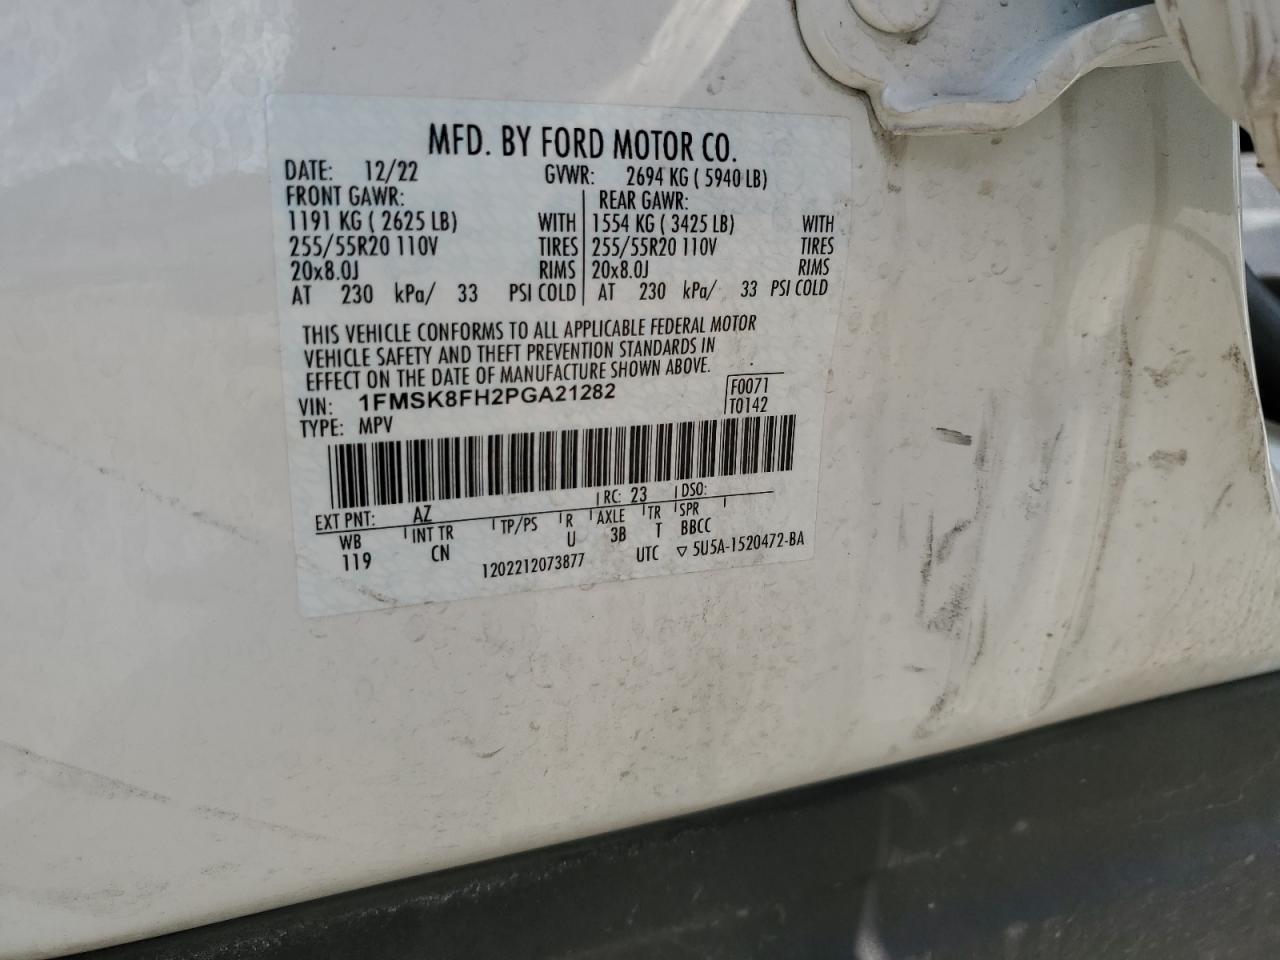 MFD. BY FORD MOTOR CO.
DATE: 12/22 GVWR: 2694 KG ( 5940 LB)
FRONT GAWR: REAR GAWR:
1191 KG ( 2625 LB) WITH 1554 KG ( 3425 LB) WITH
255/55R20 110V TIRES 255/55R20 110V TIRES
20x8.0J RIMS 20x8.0J RIMS
AT 230 kPa/ 33 PSI COLD AT 230 kPa/ 33 PSI COLD
THIS VEHICLE CONFORMS TO ALL APPLICABLE FEDERAL MOTOR
VEHICLE SAFETY AND THEFT PREVENTION STANDARDS IN
EFFECT ON THE DATE OF MANUFACTURE SHOWN ABOVE.
VIN: 1FMSK8FH2PGA21282 F0071
TYPE: MPV T0142
RC: 23 DSO:
EXT PNT: AZ
WB INT TR TP/PS R AXLE TR SPR
119 CN U 3B T BBCC
1202212073877 UTC ▽ 5U5A-1520472-BA